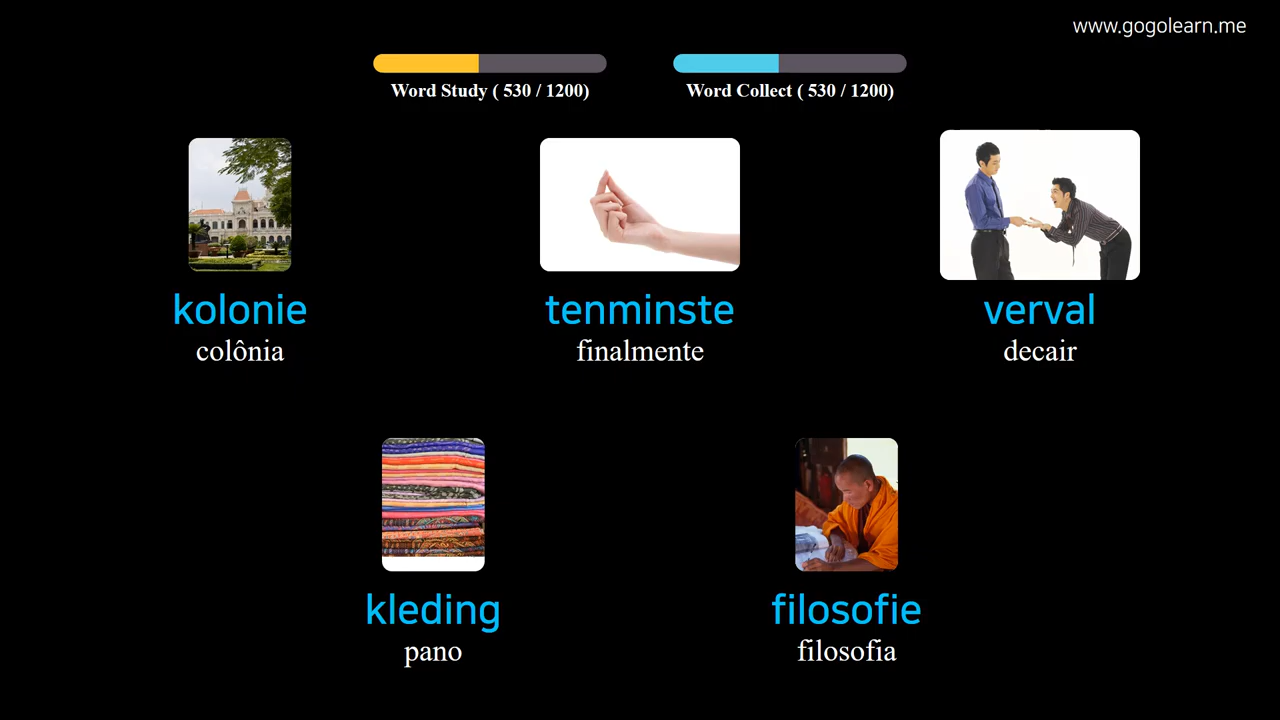 www.gogolearn.me
Word Study ( 530 / 1200)
Word Collect ( 530 / 1200)
kolonie
colônia
tenminste
finalmente
verval
decair
kleding
pano
filosofie
filosofia